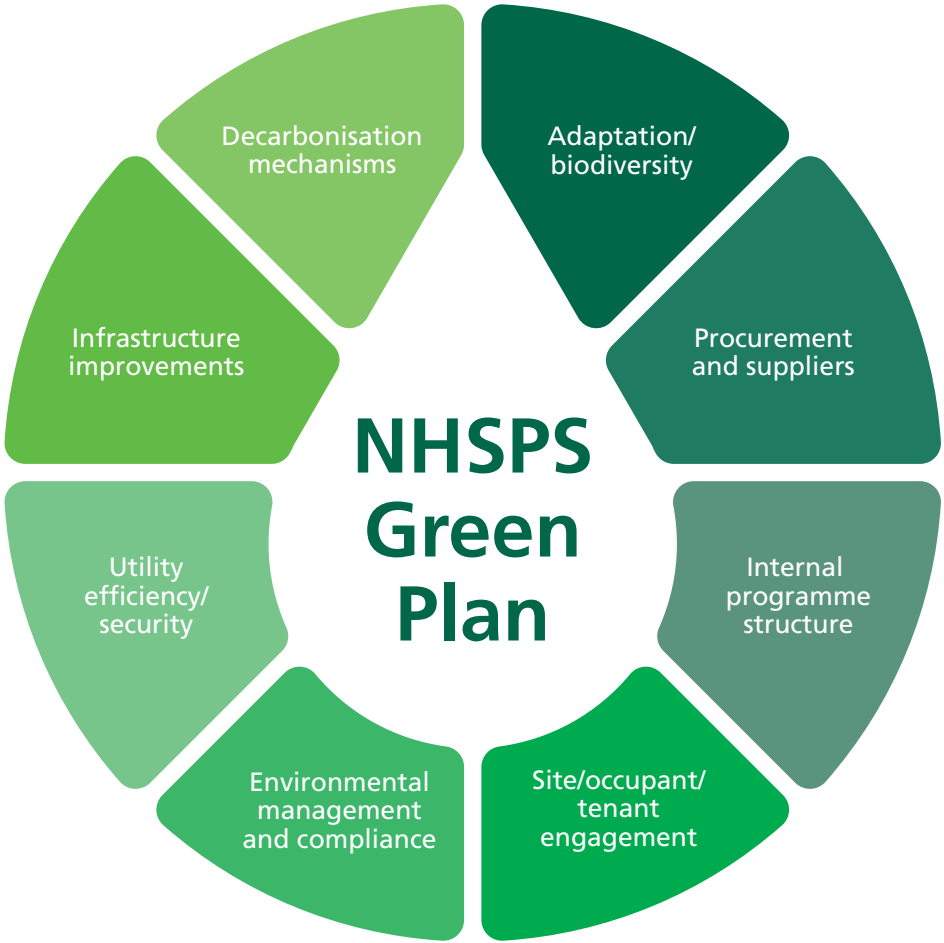 Decarbonisation
mechanisms
Adaptation/
biodiversity
Infrastructure
improvements
Procurement
and suppliers
NHSPS
Green
Plan
Utility
efficiency/
security
Internal
programme
structure
Environmental
management
and compliance
Site/occupant/
tenant
engagement